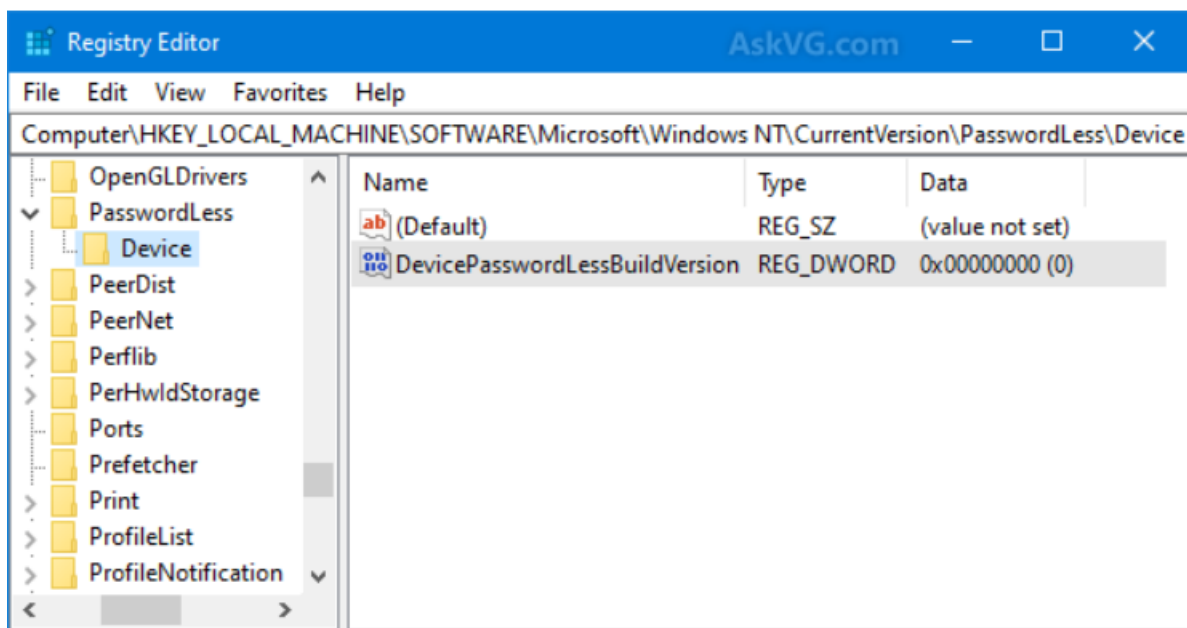 Registry Editor
AskVG.com
File Edit View Favorites Help
Computer\HKEY_LOCAL_MACHINE\SOFTWARE\Microsoft\Windows NT\CurrentVersion\PasswordLess\Device
OpenGLDrivers
PasswordLess
Device
PeerDist
PeerNet
Perflib
PerHwIdStorage
Ports
Prefetcher
Print
ProfileList
ProfileNotification
Name Type Data
ab (Default) REG_SZ (value not set)
DevicePasswordLessBuildVersion REG_DWORD 0x00000000 (0)